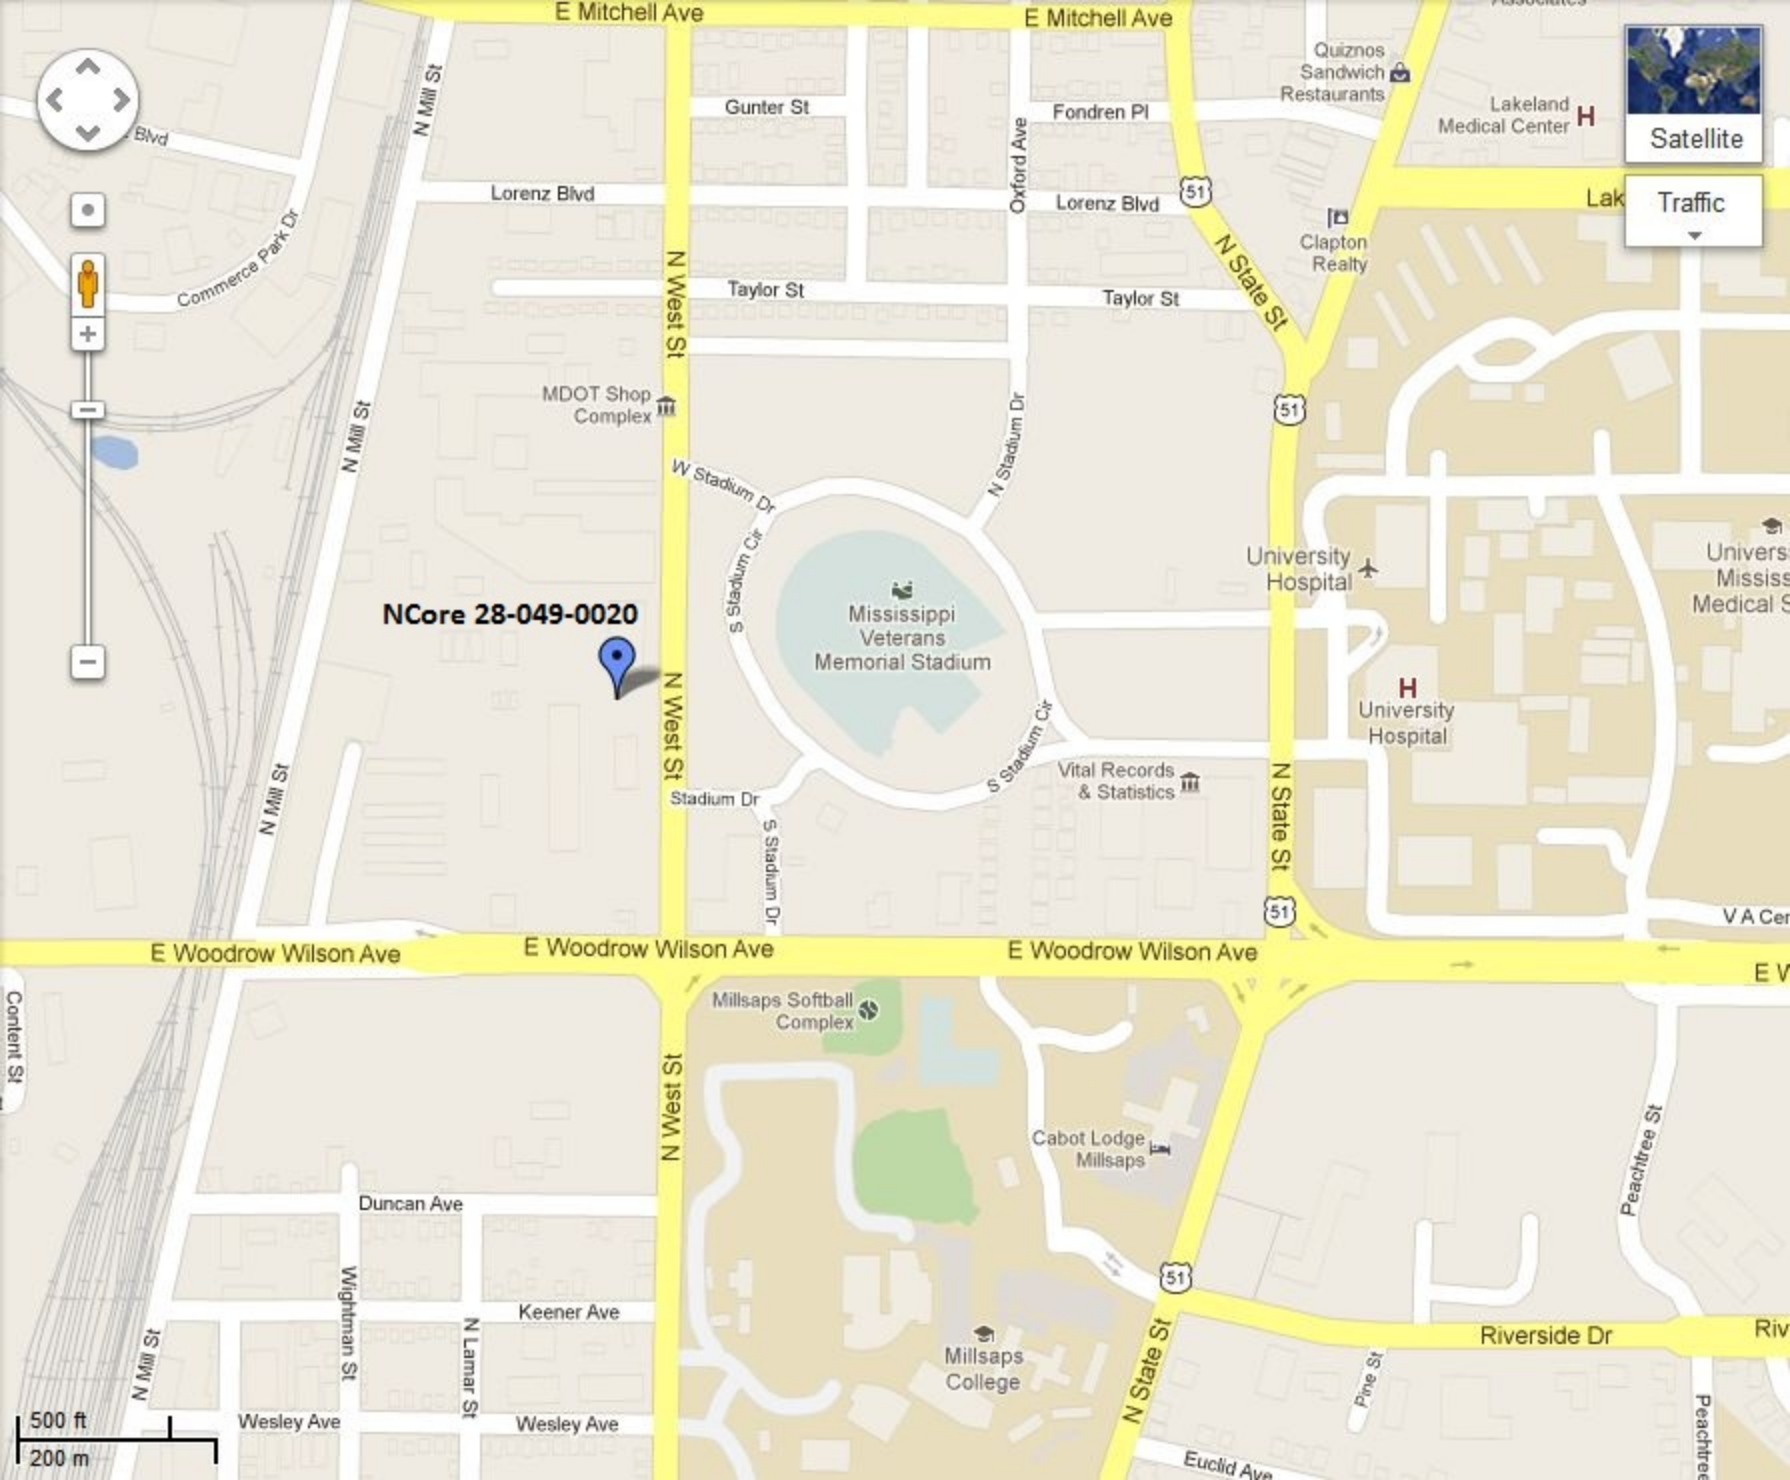 E Mitchell Ave
E Mitchell Ave
Quiznos
Sandwich
Restaurants
Lakeland
Medical Center
H
Satellite
Traffic
Lak
N Mill St
Blvd
Gunter St
Fondren Pl
Oxford Ave
Lorenz Blvd
Lorenz Blvd
51
Clapton
Realty
N State St
Commerce Park Dr
N West St
Taylor St
Taylor St
MDOT Shop
Complex
N Mill St
51
N Stadium Dr
W Stadium Dr
S Stadium Cir
University
Hospital
Univers
Mississ
Medical S
NCore 28-049-0020
Mississippi
Veterans
Memorial Stadium
H
University
Hospital
N West St
S Stadium Cir
Vital Records
& Statistics
N Mill St
Stadium Dr
S Stadium Dr
N State St
51
V A Cer
E Woodrow Wilson Ave
E Woodrow Wilson Ave
E Woodrow Wilson Ave
E W
Content St
Millsaps Softball
Complex
N West St
Cabot Lodge
Millsaps
Peachtree St
Duncan Ave
51
Wightman St
Keener Ave
N Lamar St
N Mill St
Millsaps
College
N State St
Riverside Dr
Riv
Pine St
Peachtree
Wesley Ave
Wesley Ave
500 ft
200 m
Euclid Ave